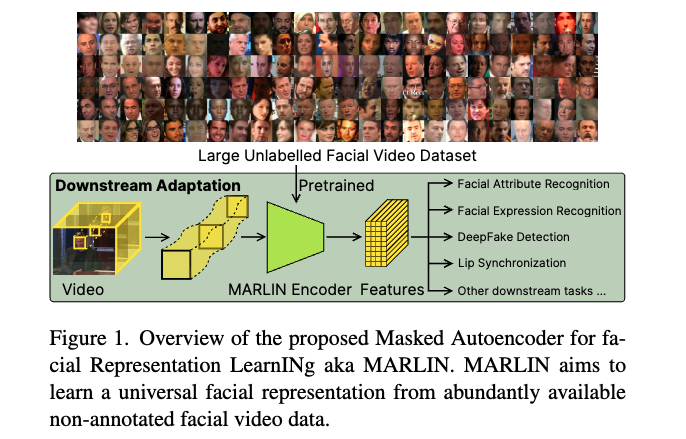 Large Unlabelled Facial Video Dataset
Downstream Adaptation
Pretrained
Facial Attribute Recognition
Facial Expression Recognition
DeepFake Detection
Lip Synchronization
Other downstream tasks ...
Video
MARLIN Encoder
Features
Figure 1. Overview of the proposed Masked Autoencoder for fa-
cial Representation LearnINg aka MARLIN. MARLIN aims to
learn a universal facial representation from abundantly available
non-annotated facial video data.